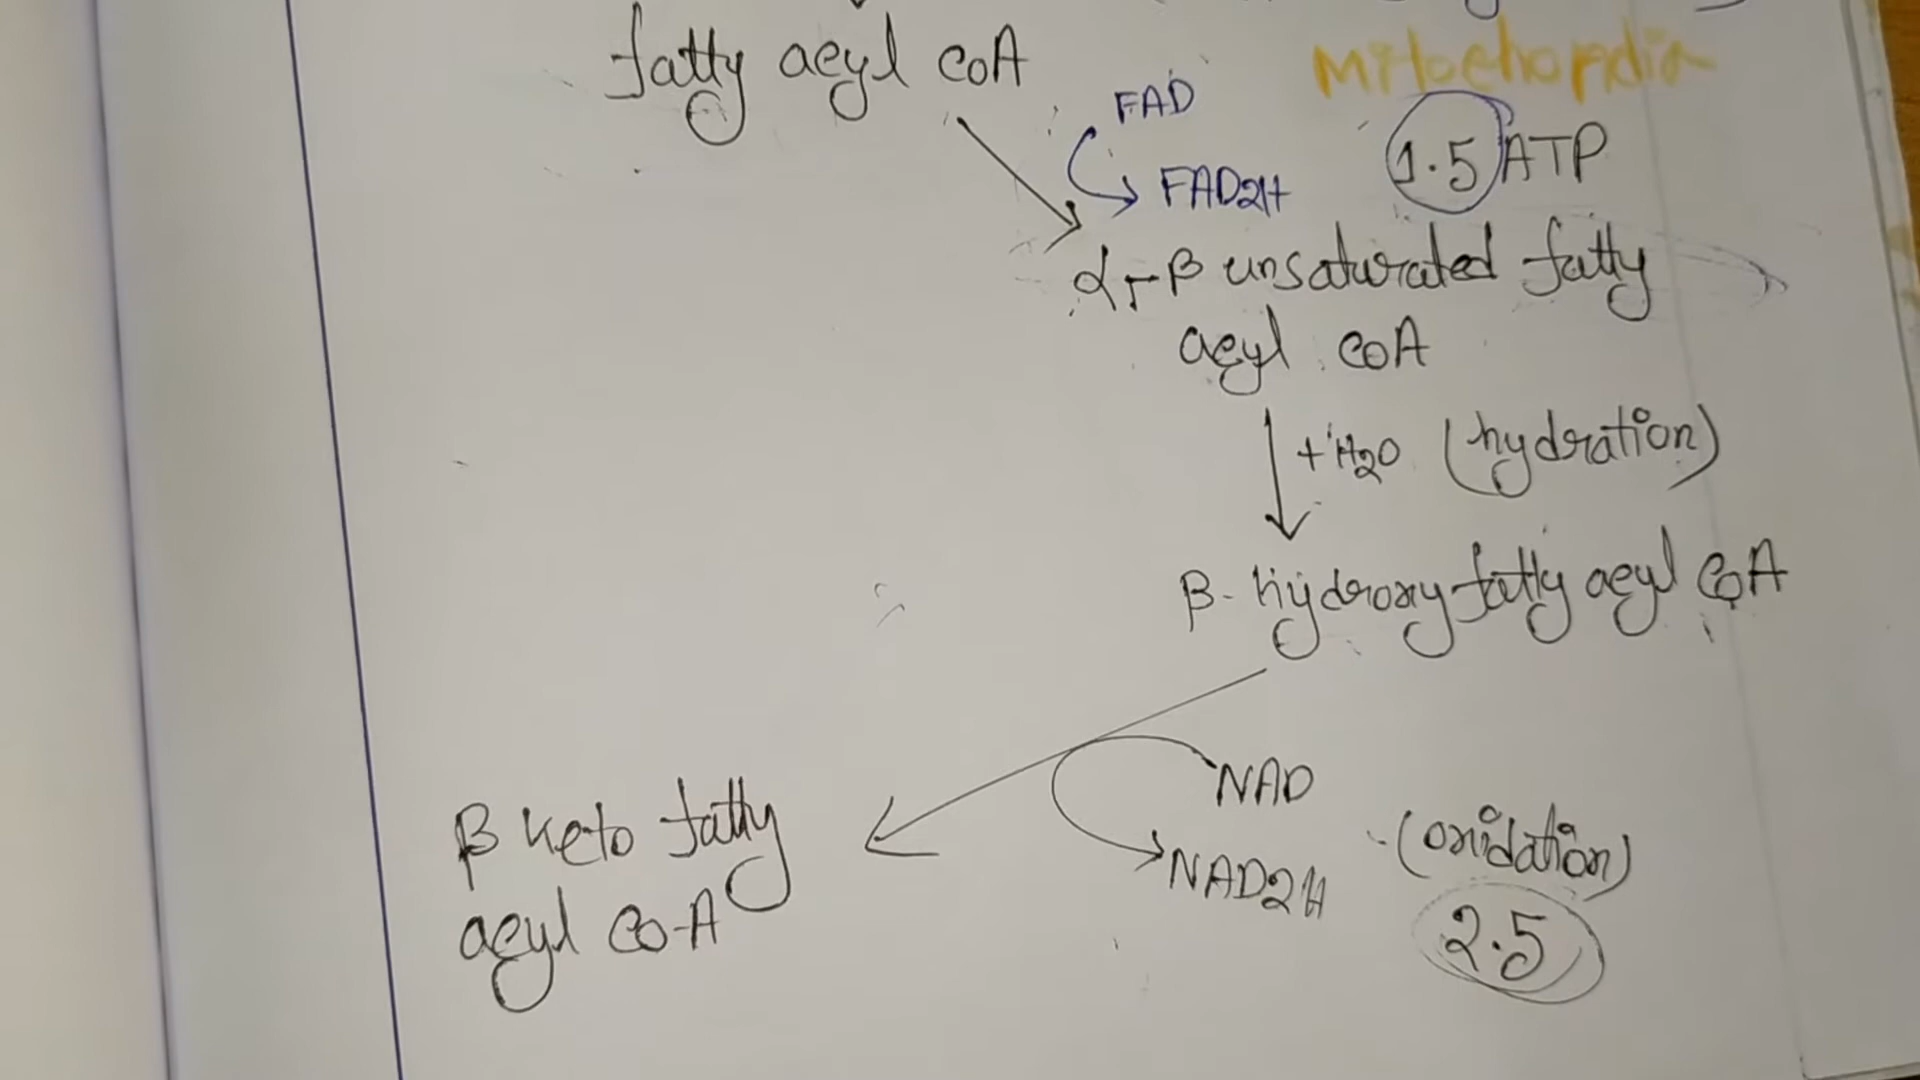 fatty acyl coA
Mitochopdia
FAD
FAD2H
1.5 ATP
α-β unsaturated fatty
acyl coA
+H2O (hydration)
β-hydroxy fatty acyl coA
NAD
NAD2H
(oxidation)
2.5
β keto fatty
acyl co-A